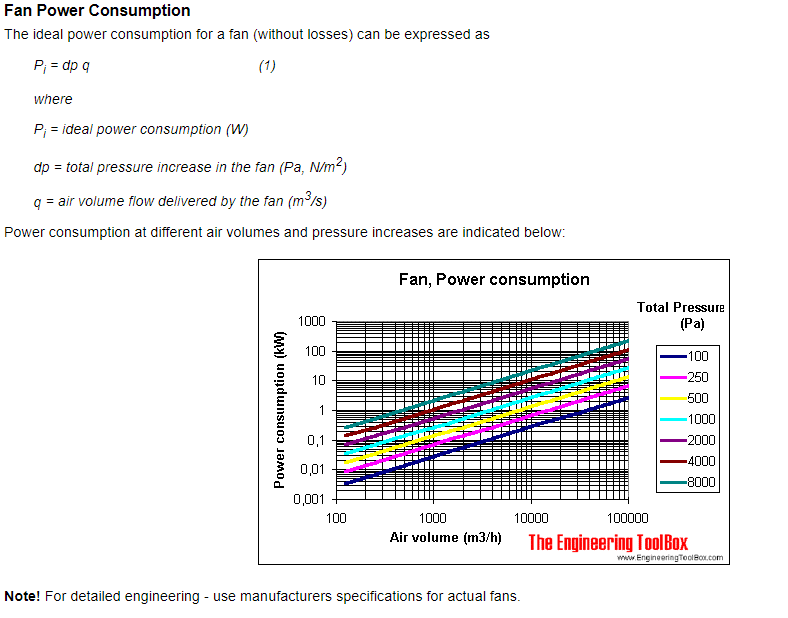 Fan Power Consumption
The ideal power consumption for a fan (without losses) can be expressed as
Pi = dp q (1)
where
Pi = ideal power consumption (W)
dp = total pressure increase in the fan (Pa, N/m2)
q = air volume flow delivered by the fan (m3/s)
Power consumption at different air volumes and pressure increases are indicated below:
Fan, Power consumption
Total Pressure
(Pa)
Power consumption (kW)
1000
100
10
1
0,1
0,01
0,001
100 1000 10000 100000
Air volume (m3/h)
100
250
500
1000
2000
4000
8000
The Engineering ToolBox
www.EngineeringToolBox.com
Note! For detailed engineering - use manufacturers specifications for actual fans.